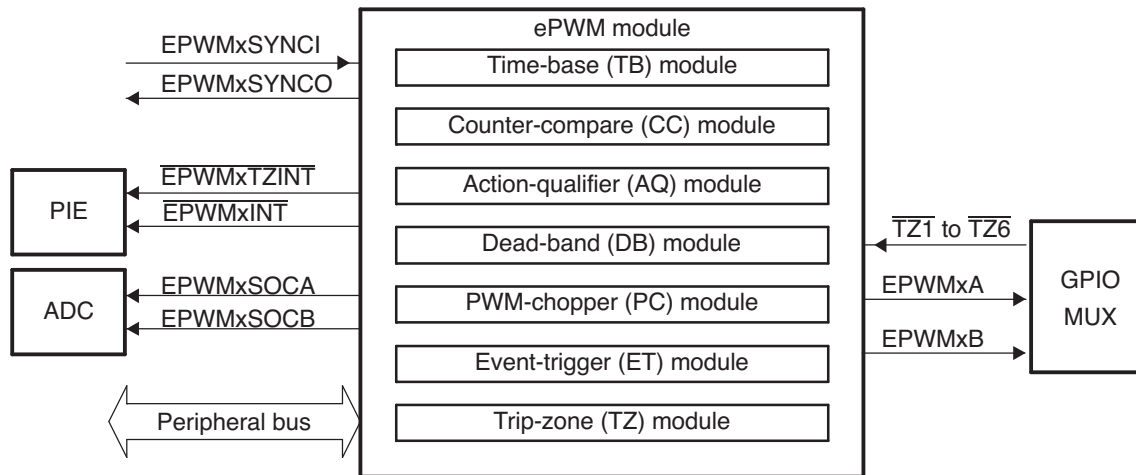 ePWM module
EPWMxSYNCI
Time-base (TB) module
EPWMxSYNCO
Counter-compare (CC) module
EPWMxTZINT
Action-qualifier (AQ) module
PIE
EPWMxINT
TZ1 to TZ6
Dead-band (DB) module
EPWMxSOCA
PWM-chopper (PC) module
EPWMxA
GPIO
MUX
ADC
EPWMxSOCB
EPWMxB
Event-trigger (ET) module
Peripheral bus
Trip-zone (TZ) module